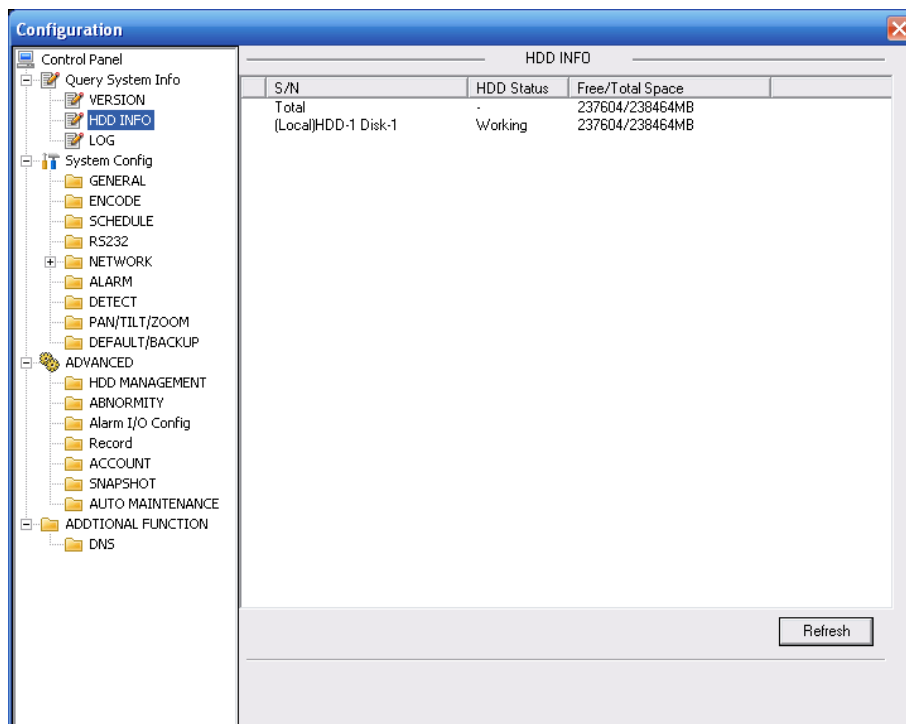 Configuration
Control Panel
Query System Info
VERSION
HDD INFO
LOG
System Config
GENERAL
ENCODE
SCHEDULE
RS232
NETWORK
ALARM
DETECT
PAN/TILT/ZOOM
DEFAULT/BACKUP
ADVANCED
HDD MANAGEMENT
ABNORMITY
Alarm I/O Config
Record
ACCOUNT
SNAPSHOT
AUTO MAINTENANCE
ADDTIONAL FUNCTION
DNS
HDD INFO
S/N HDD Status Free/Total Space
Total - 237604/238464MB
(Local)HDD-1 Disk-1 Working 237604/238464MB
Refresh